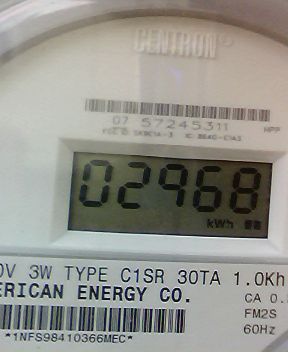 CENTRON®
07 57245311
HPP
02968
kWh
0V 3W TYPE C1SR 30TA 1.0Kh
ERICAN ENERGY CO.
CA 0.
FM2S
60Hz
*1NFS98410366MEC*